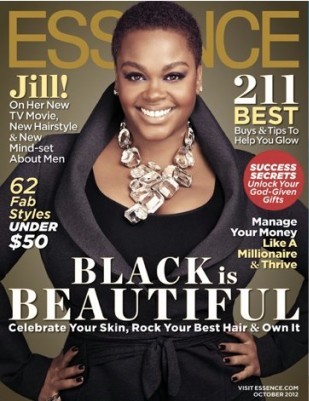 ESSENCE
Jill!
On Her New
TV Movie,
New Hairstyle
& New
Mind-set
About Men
211
BEST
Buys & Tips To
Help You Glow
62
Fab
Styles
UNDER
$50
SUCCESS
SECRETS
Unlock Your
God-Given
Gifts
Manage
Your Money
Like A
Millionaire
& Thrive
BLACK is
BEAUTIFUL
Celebrate Your Skin, Rock Your Best Hair & Own It
VISIT ESSENCE.COM
OCTOBER 2012